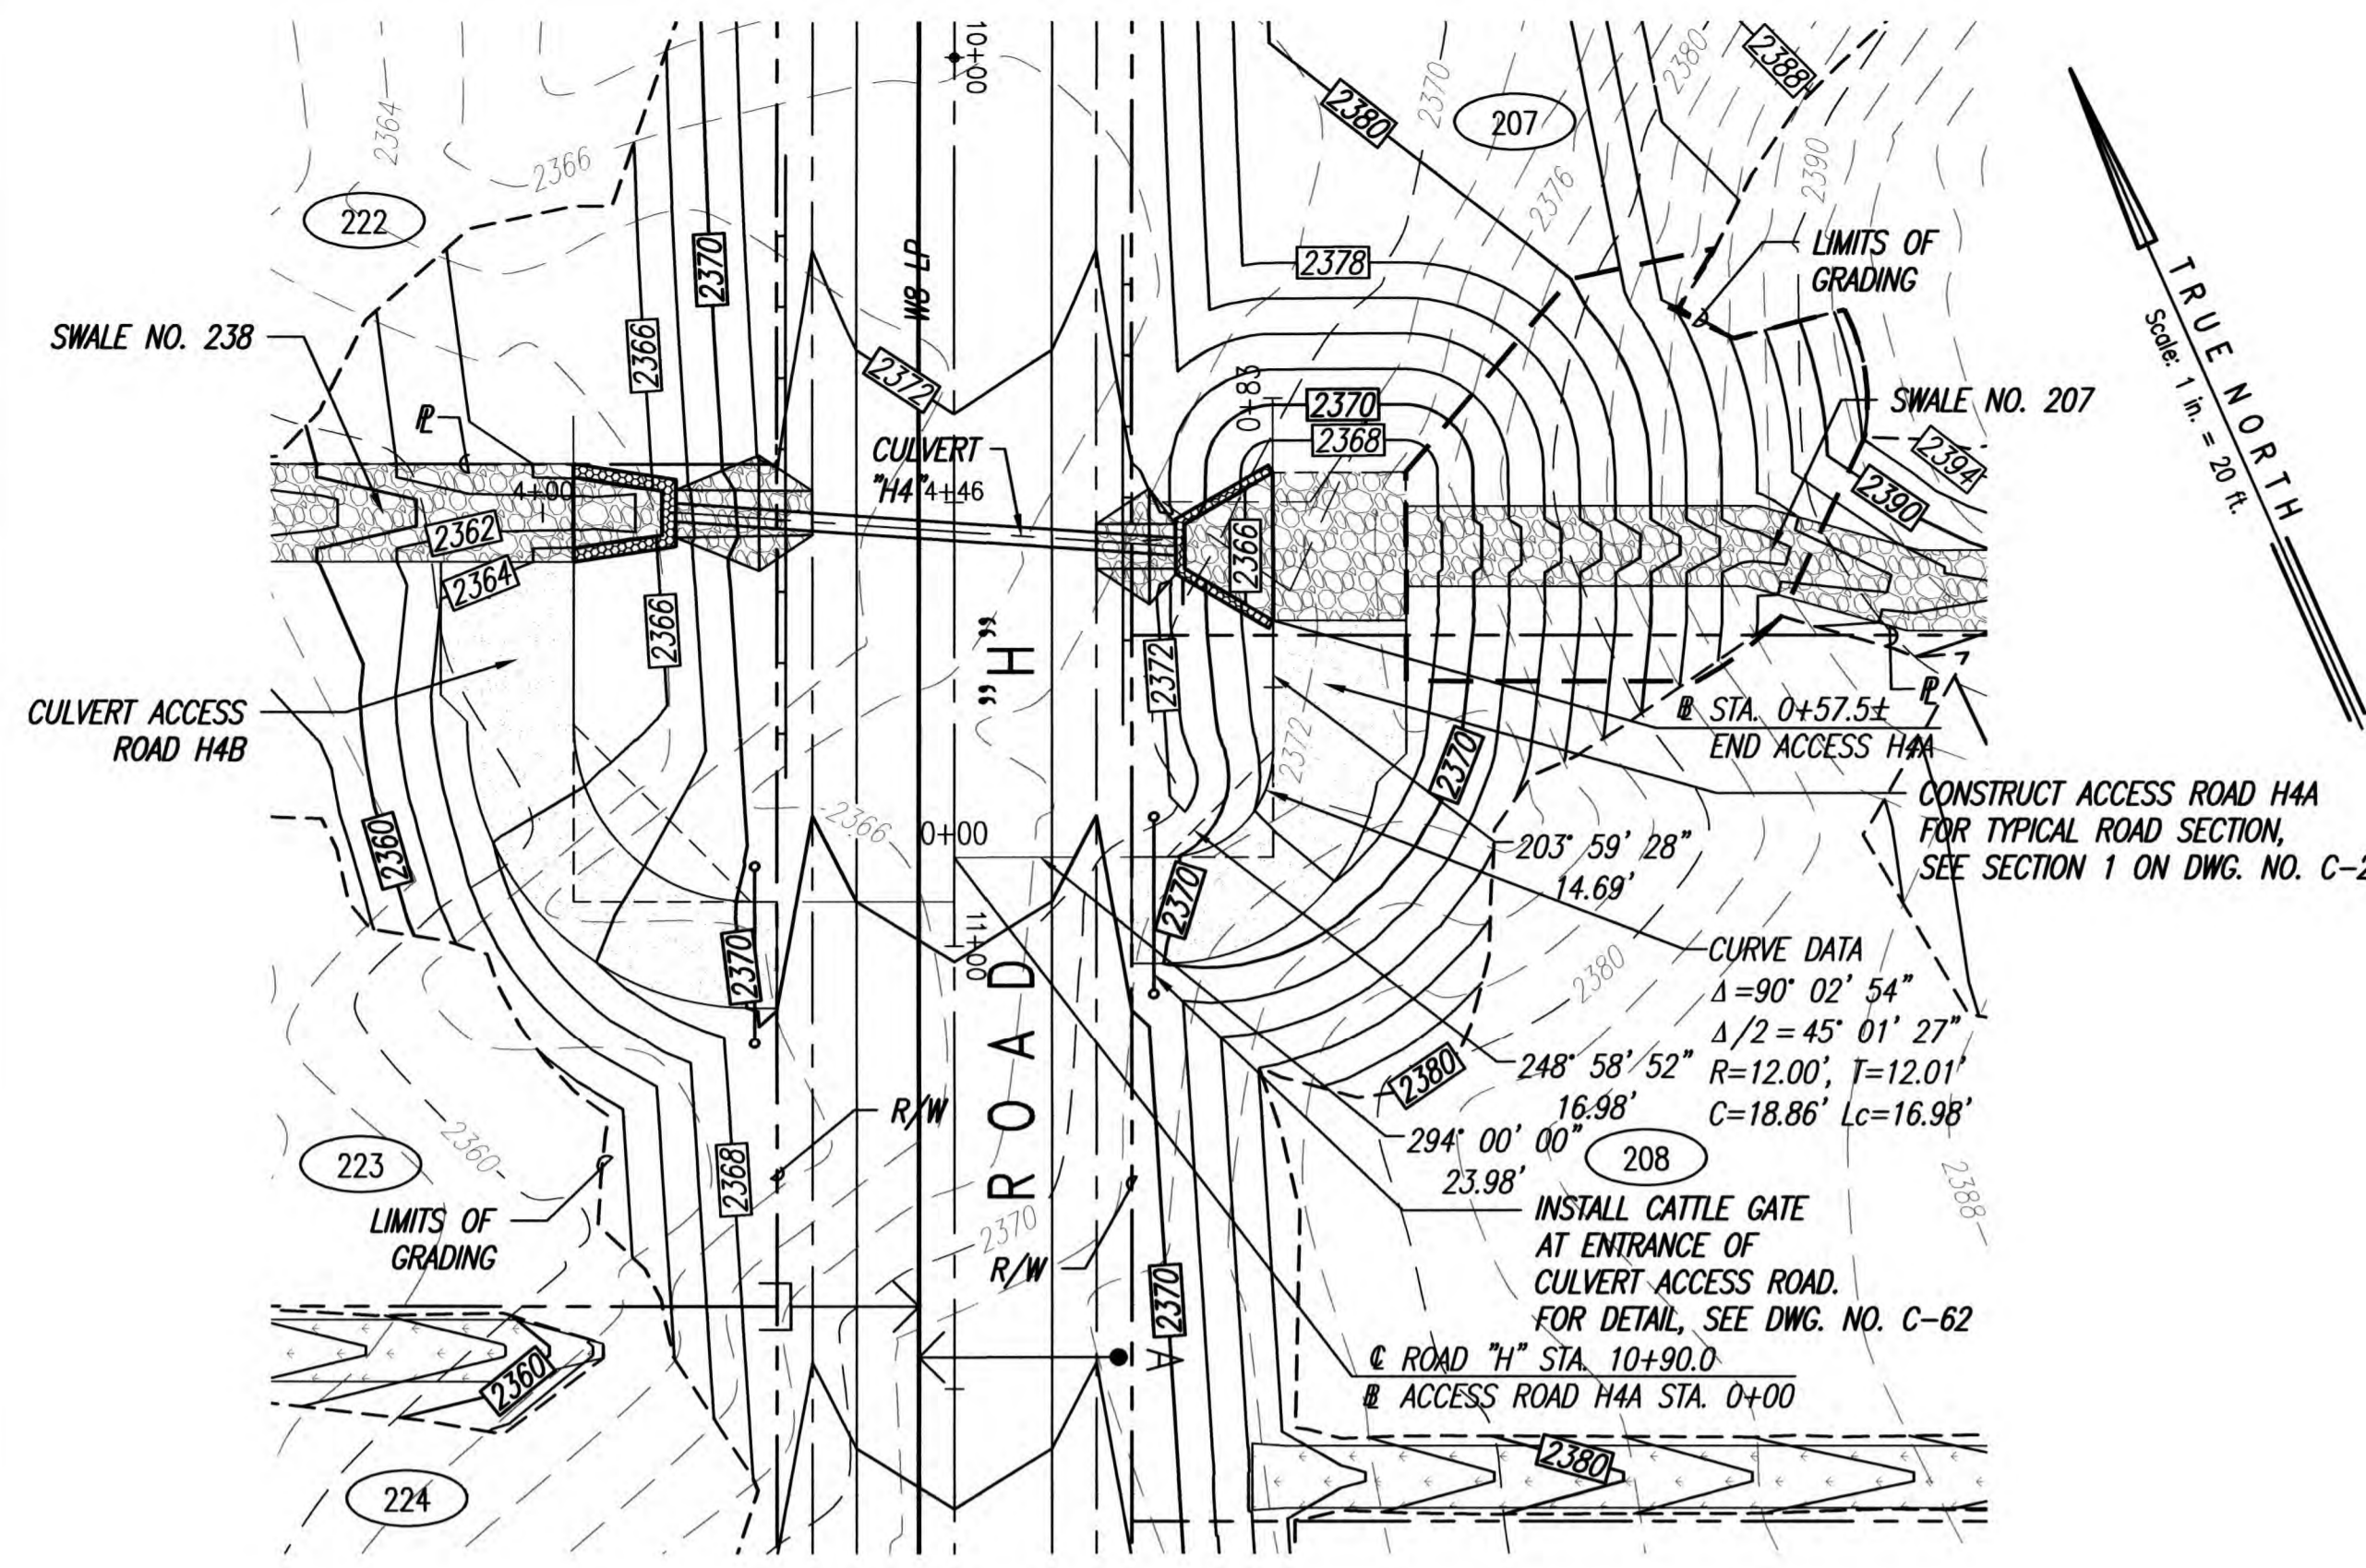 10+00
2388
2380
2370
2380
207
2364
2366
2376
2390
222
LIMITS OF
GRADING
2370
2378
W8 LP
TRUE NORTH
Scale: 1 in. = 20 ft.
SWALE NO. 238
2366
2372
0+83
2370
SWALE NO. 207
PL
2368
2394
CULVERT
"H4" 4+46
2390
4+00
2362
2366
2364
2366
"H"
2372
CULVERT ACCESS
ROAD H4B
PL
BL STA. 0+57.5±
END ACCESS H4A
2372
2370
CONSTRUCT ACCESS ROAD H4A
FOR TYPICAL ROAD SECTION,
SEE SECTION 1 ON DWG. NO. C-2
2360
2366
0+00
203° 59' 28"
14.69'
2370
11+00
2370
ROAD
2380
CURVE DATA
Δ=90° 02' 54"
Δ/2=45° 01' 27"
R=12.00', T=12.01'
C=18.86' Lc=16.98'
248° 58' 52"
16.98'
2380
R/W
294° 00' 00"
23.98'
208
2360
223
2368
2388
LIMITS OF
GRADING
2370
R/W
2370
INSTALL CATTLE GATE
AT ENTRANCE OF
CULVERT ACCESS ROAD.
FOR DETAIL, SEE DWG. NO. C-62
A
CL ROAD "H" STA. 10+90.0
BL ACCESS ROAD H4A STA. 0+00
2360
2380
224